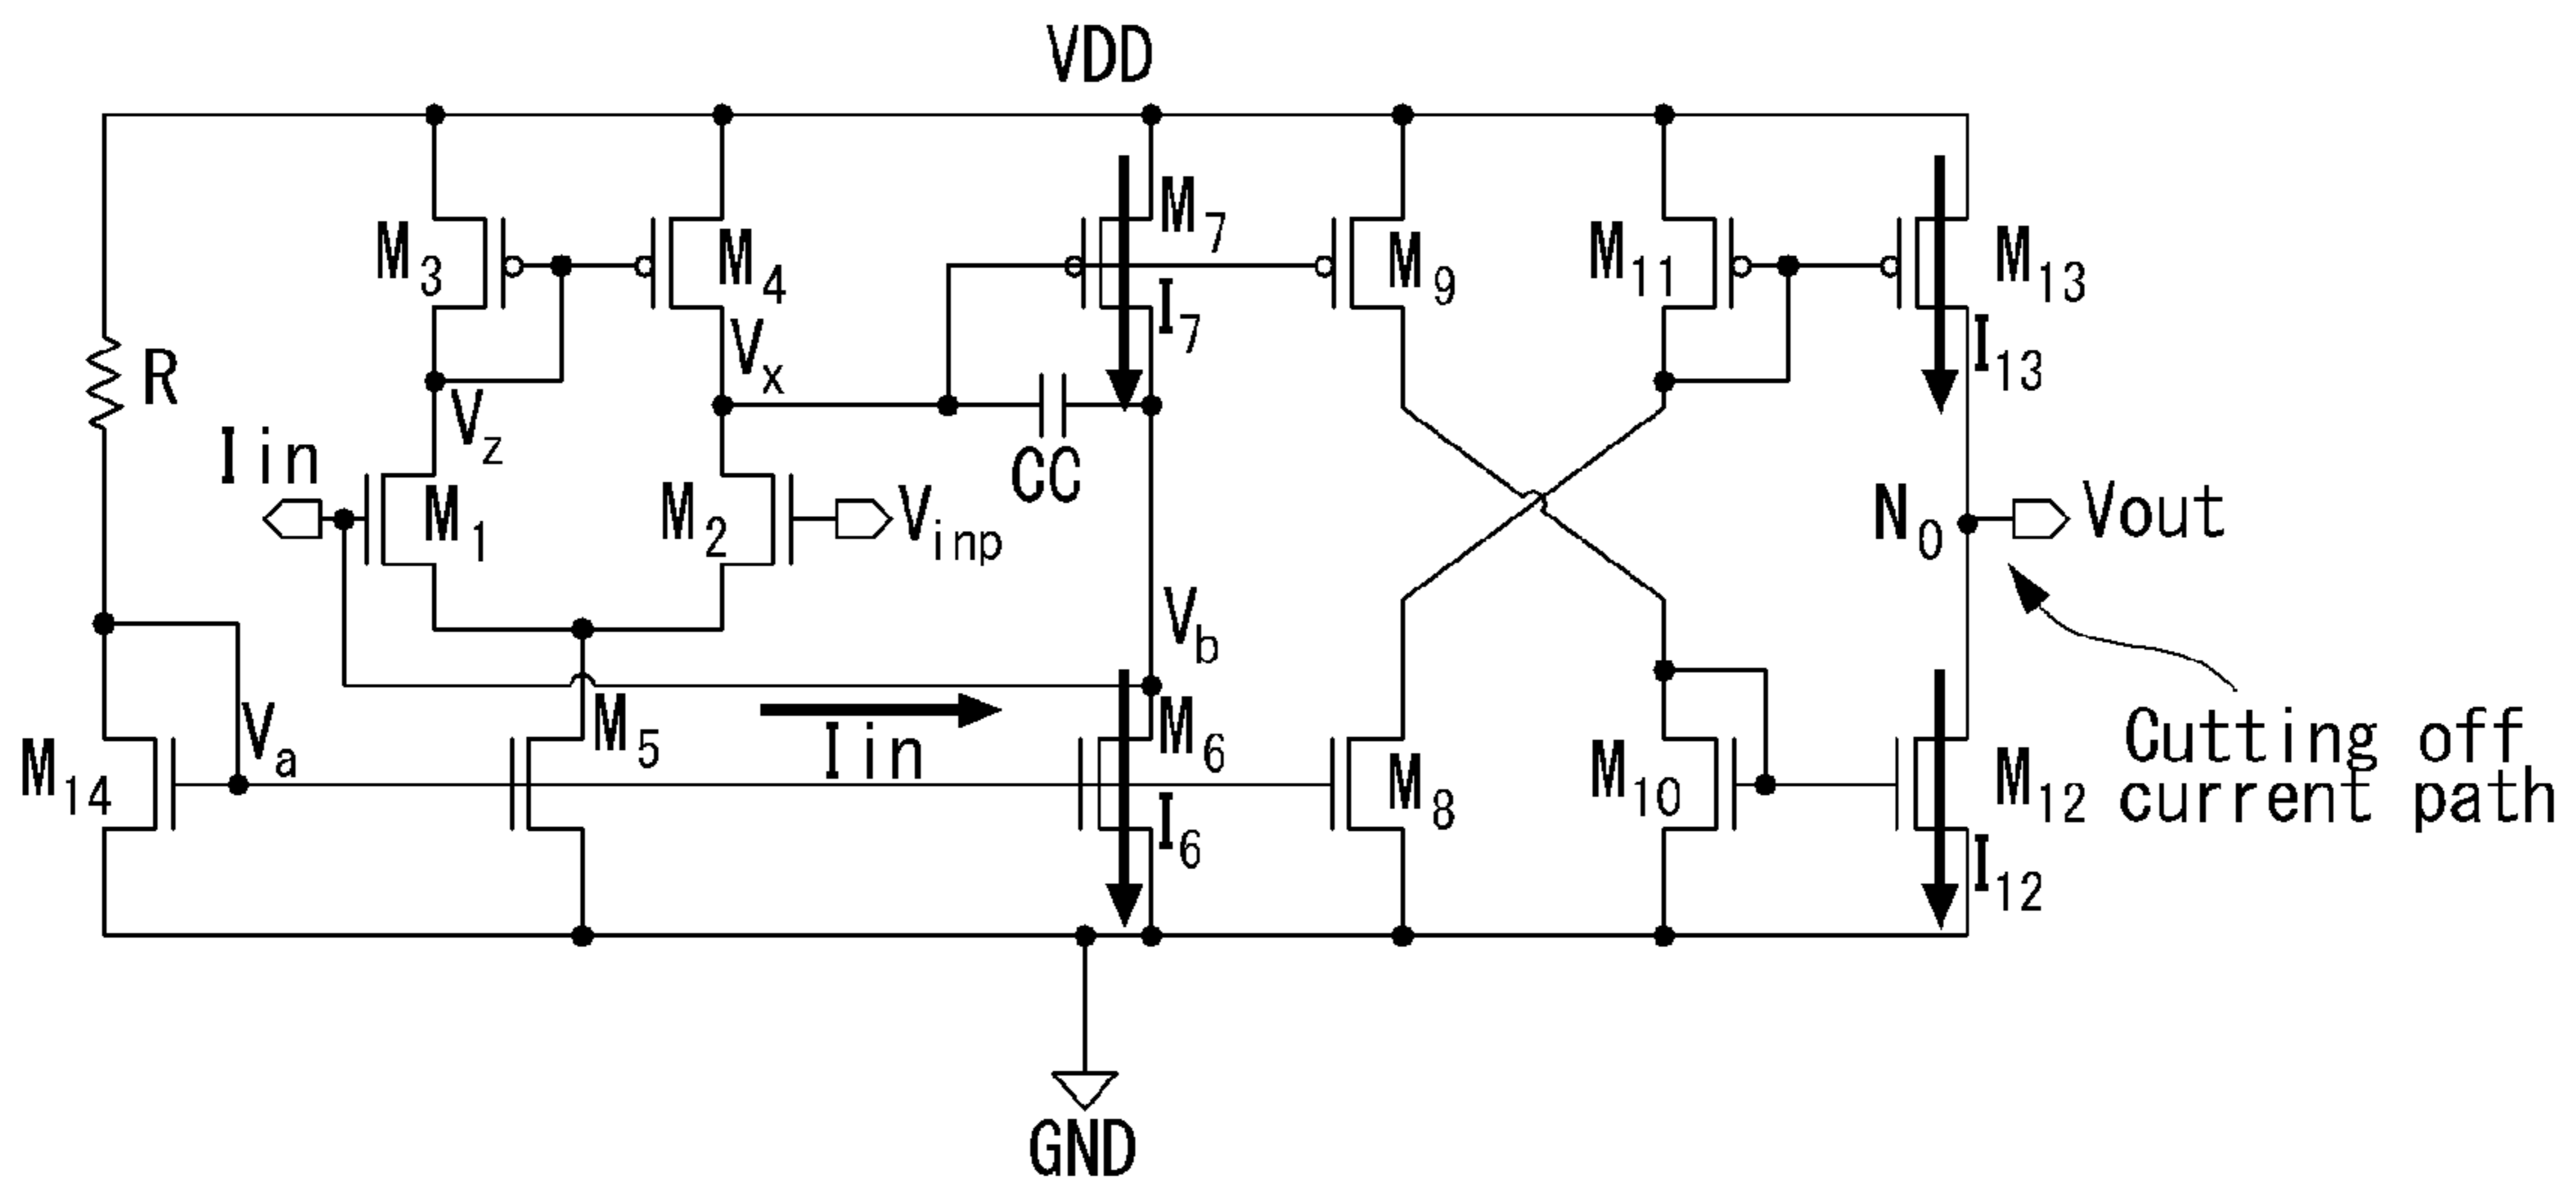 VDD
M7
M3
M4
M9
M11
M13
I7
I13
R
Vx
Vz
Iin
M1
M2
CC
Vinp
N0
Vout
Vb
Va
M5
Iin
M6
M14
M8
M10
M12
Cutting off
current path
I6
I12
GND